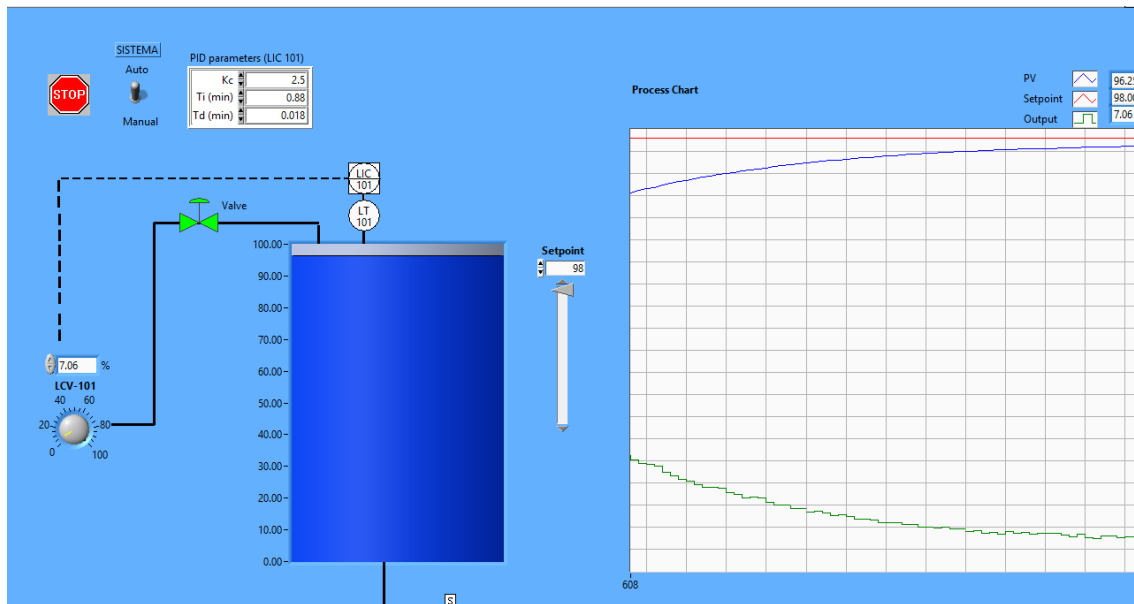 SISTEMA
Auto
Manual
STOP
PID parameters (LIC 101)
Kc 2.5
Ti (min) 0.88
Td (min) 0.018
LIC
101
LT
101
Valve
100.00
90.00
80.00
70.00
60.00
50.00
40.00
30.00
20.00
10.00
0.00
Setpoint
98
7.06 %
LCV-101
0
20
40
60
80
100
S
Process Chart
PV 96.25
Setpoint 98.00
Output 7.06
608